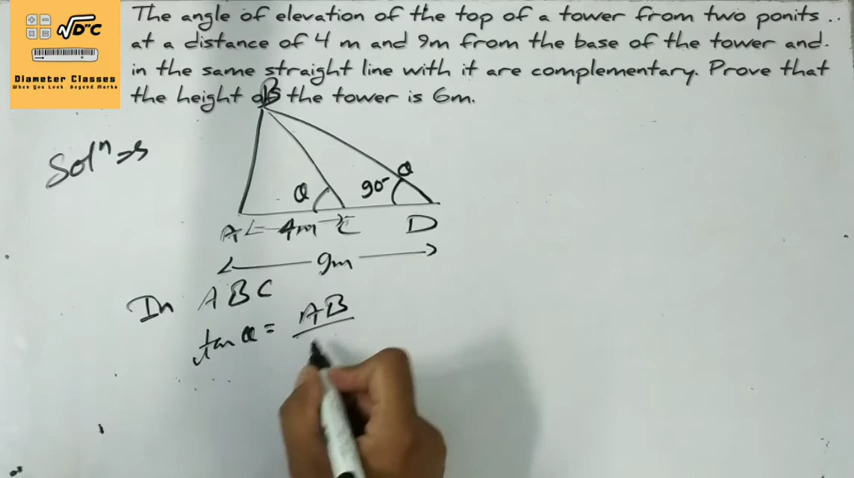 √DC
Diameter Classes
When You Look Beyond Marks
The angle of elevation of the top of a tower from two ponits ..
at a distance of 4 m and 9m from the base of the tower and.
in the same straight line with it are complementary. Prove that
the height of the tower is 6m.
B
Solⁿ =>
θ 90- θ
A 4m C D
9m
In ABC
tan θ = AB